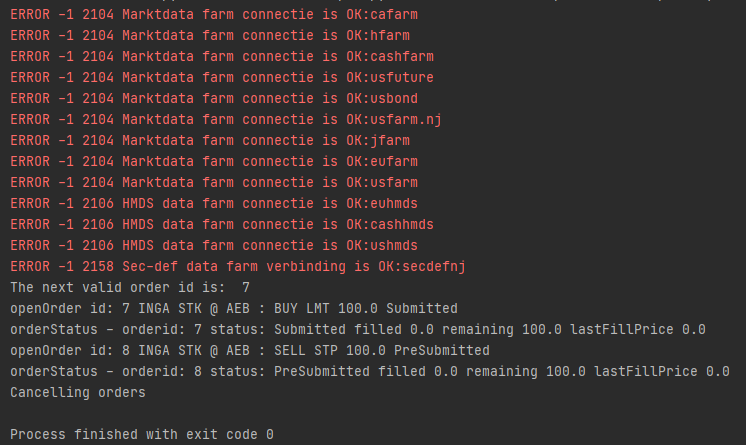 ERROR -1 2104 Marktdata farm connectie is OK:cafarm
ERROR -1 2104 Marktdata farm connectie is OK:hfarm
ERROR -1 2104 Marktdata farm connectie is OK:cashfarm
ERROR -1 2104 Marktdata farm connectie is OK:usfuture
ERROR -1 2104 Marktdata farm connectie is OK:usbond
ERROR -1 2104 Marktdata farm connectie is OK:usfarm.nj
ERROR -1 2104 Marktdata farm connectie is OK:jfarm
ERROR -1 2104 Marktdata farm connectie is OK:eufarm
ERROR -1 2104 Marktdata farm connectie is OK:usfarm
ERROR -1 2106 HMDS data farm connectie is OK:euhmds
ERROR -1 2106 HMDS data farm connectie is OK:cashhmds
ERROR -1 2106 HMDS data farm connectie is OK:ushmds
ERROR -1 2158 Sec-def data farm verbinding is OK:secdefnj
The next valid order id is:  7
openOrder id: 7 INGA STK @ AEB : BUY LMT 100.0 Submitted
orderStatus - orderid: 7 status: Submitted filled 0.0 remaining 100.0 lastFillPrice 0.0
openOrder id: 8 INGA STK @ AEB : SELL STP 100.0 PreSubmitted
orderStatus - orderid: 8 status: PreSubmitted filled 0.0 remaining 100.0 lastFillPrice 0.0
Cancelling orders
Process finished with exit code 0